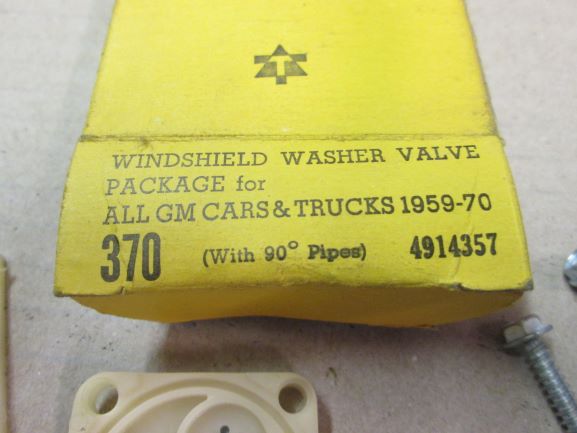 T
WINDSHIELD WASHER VALVE
PACKAGE for
ALL GM CARS & TRUCKS 1959-70
370 (With 90° Pipes) 4914357